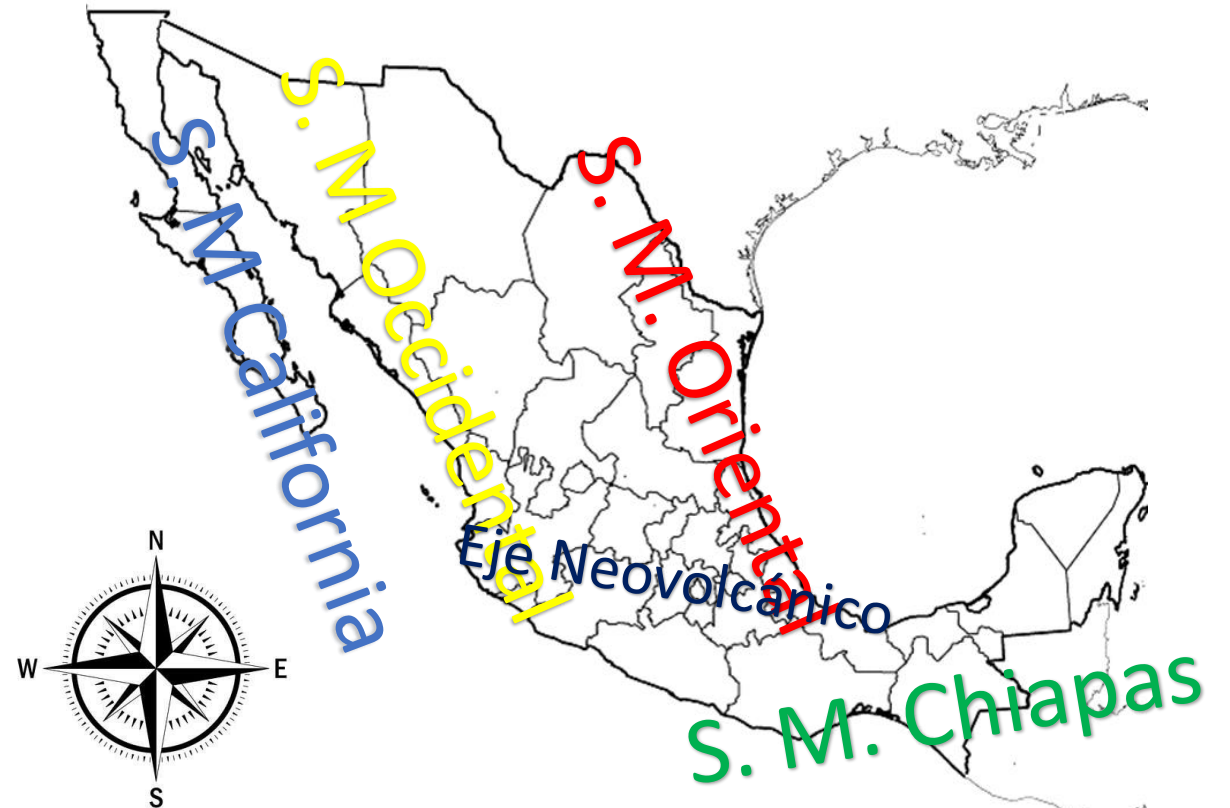 S. M California
S. M Occidental
S. M. Oriental
Eje Neovolcánico
S. M. Chiapas
N
W
E
S